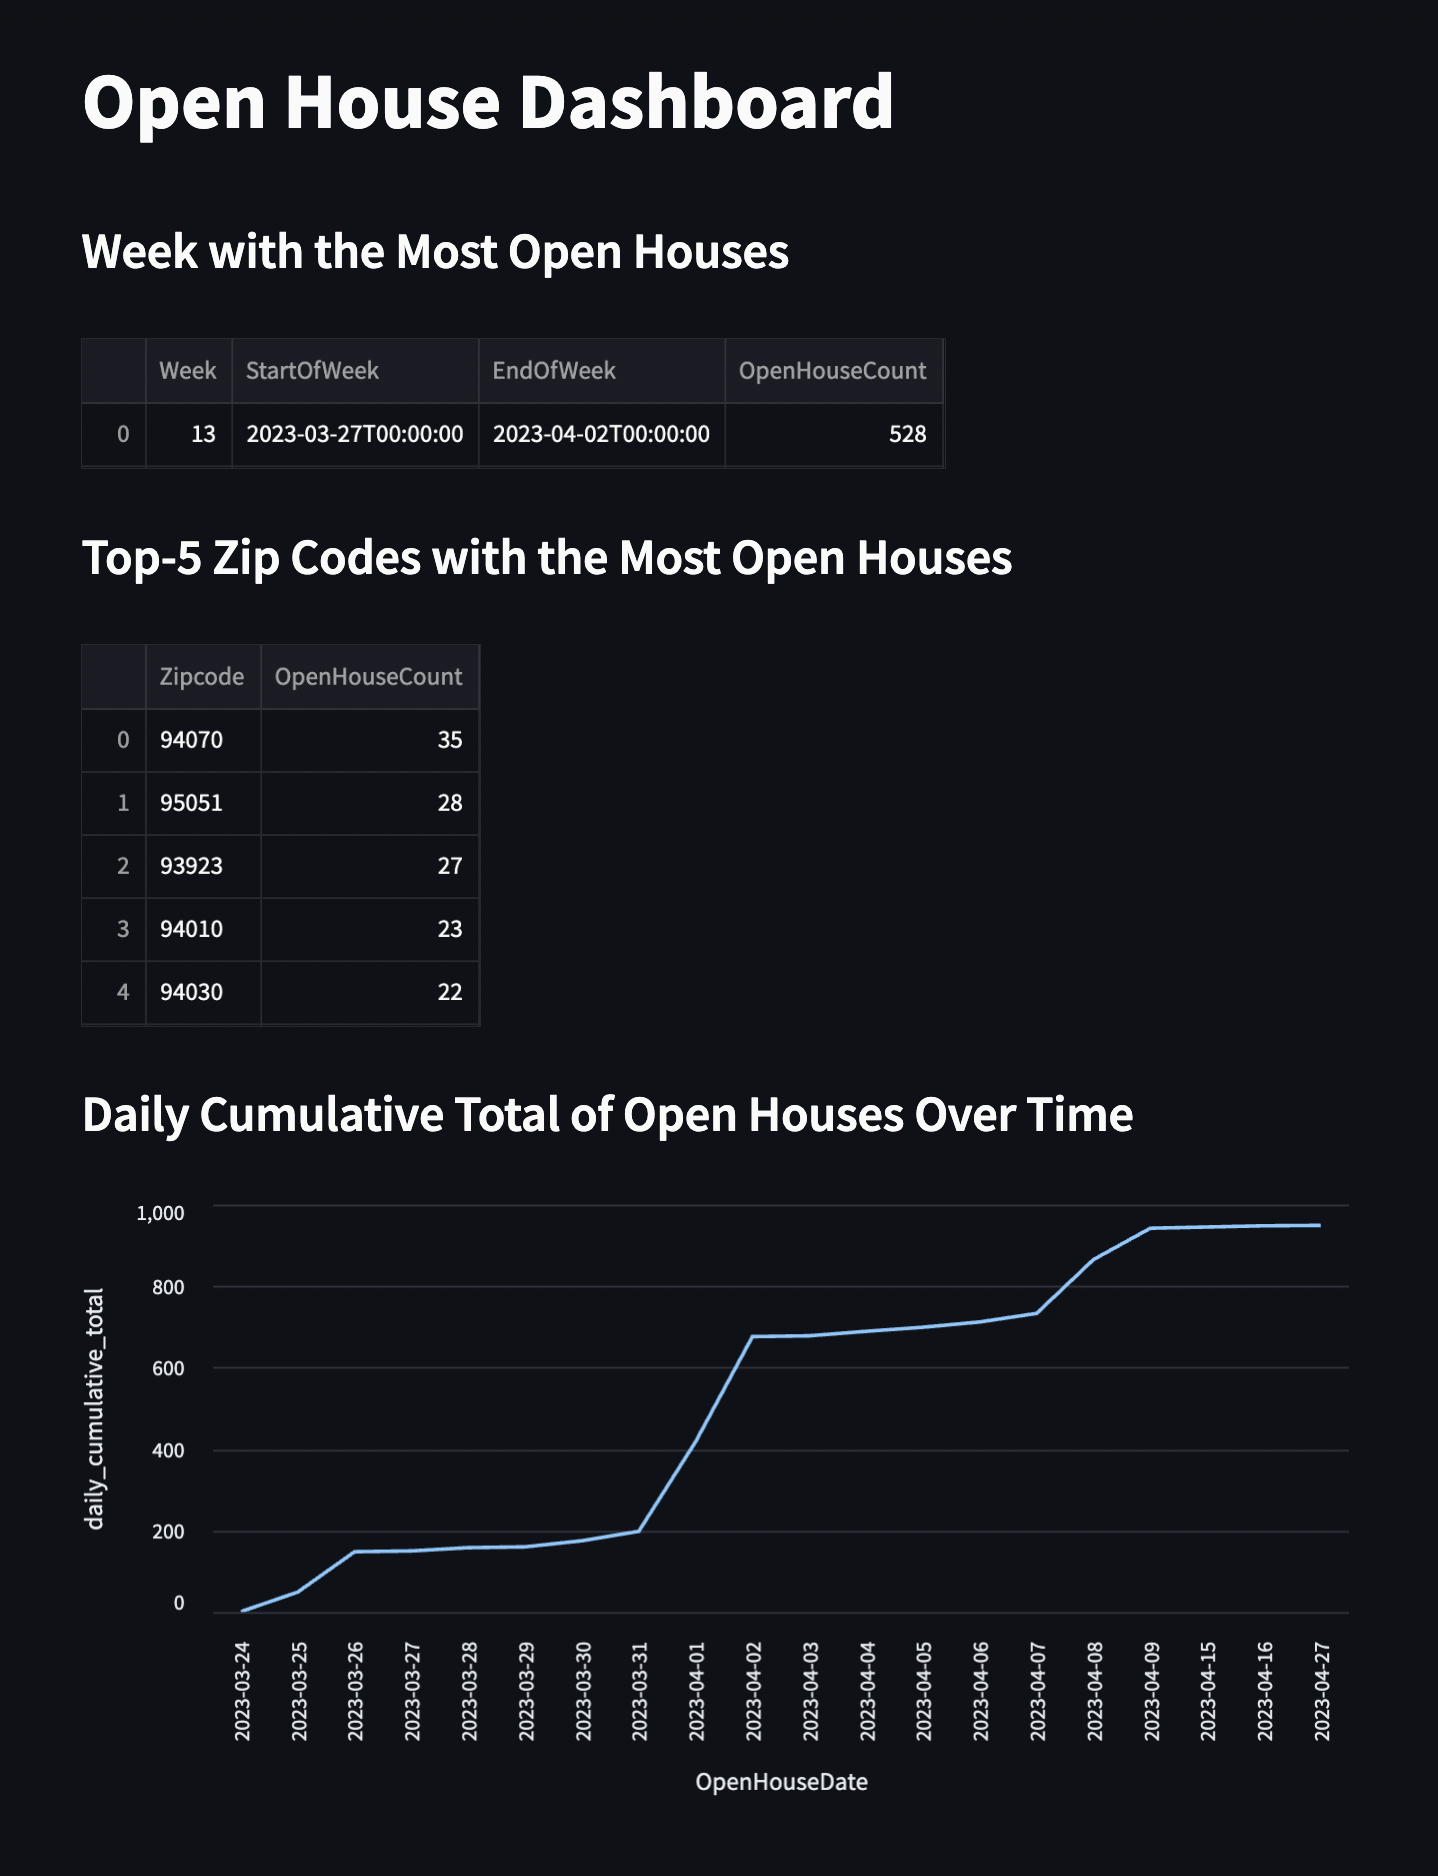 Open House Dashboard
Week with the Most Open Houses
Week StartOfWeek EndOfWeek OpenHouseCount
0 13 2023-03-27T00:00:00 2023-04-02T00:00:00 528
Top-5 Zip Codes with the Most Open Houses
Zipcode OpenHouseCount
0 94070 35
1 95051 28
2 93923 27
3 94010 23
4 94030 22
Daily Cumulative Total of Open Houses Over Time
daily_cumulative_total
1,000
800
600
400
200
0
2023-03-24
2023-03-25
2023-03-26
2023-03-27
2023-03-28
2023-03-29
2023-03-30
2023-03-31
2023-04-01
2023-04-02
2023-04-03
2023-04-04
2023-04-05
2023-04-06
2023-04-07
2023-04-08
2023-04-09
2023-04-15
2023-04-16
2023-04-27
OpenHouseDate